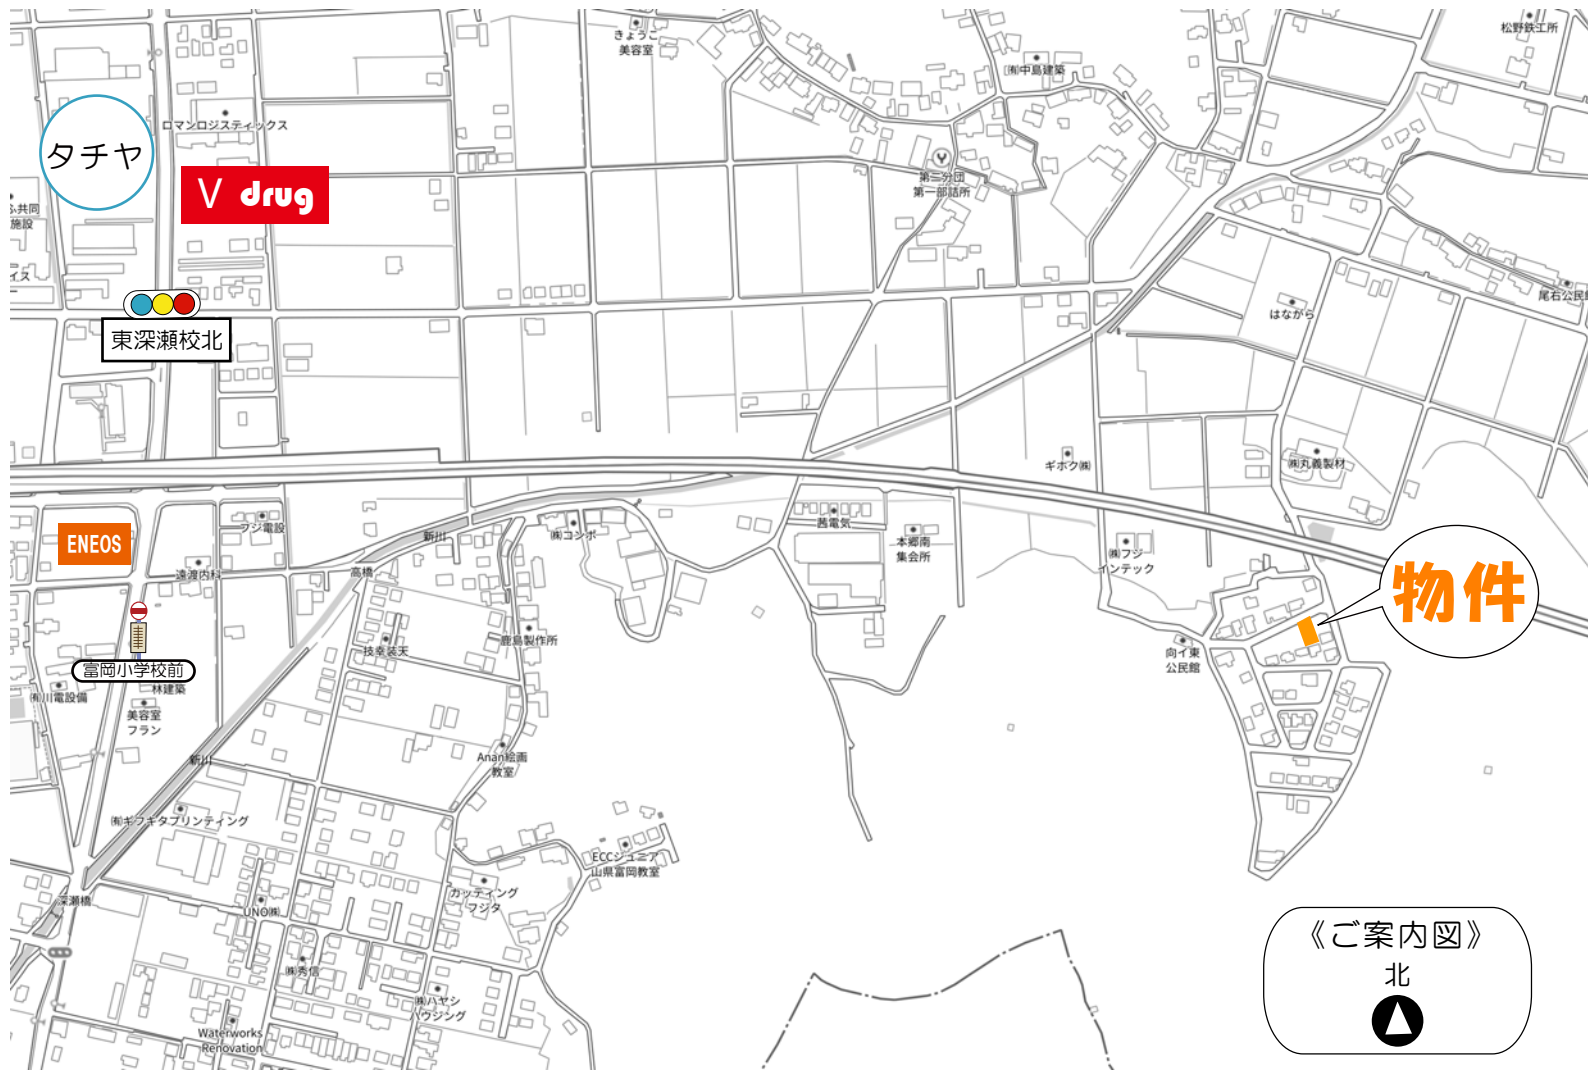 きょうこ
美容室
松野鉄工所
㈲中島建築
ロマンロジスティックス
タチヤ
V drug
第二分団
第一部詰所
ふ共同
施設
イス
東深瀬校北
はながら
尾石公民館
㈱丸義製材
ギホク㈱
フジ電設
ENEOS
遠渡内科
新川
高橋
㈱コンポ
茜電気
本郷南
集会所
㈱フジ
インテック
物件
向イ東
公民館
鹿島製作所
技幸装天
富岡小学校前
林建築
㈲川電設備
美容室
フラン
新川
Anan絵画
教室
㈲ギフキタプリンティング
ECCジュニア
山県富岡教室
カッティング
フジタ
深瀬橋
UNO㈱
㈱秀信
㈱ハヤシ
ハウジング
Waterworks
Renovation
《ご案内図》
北